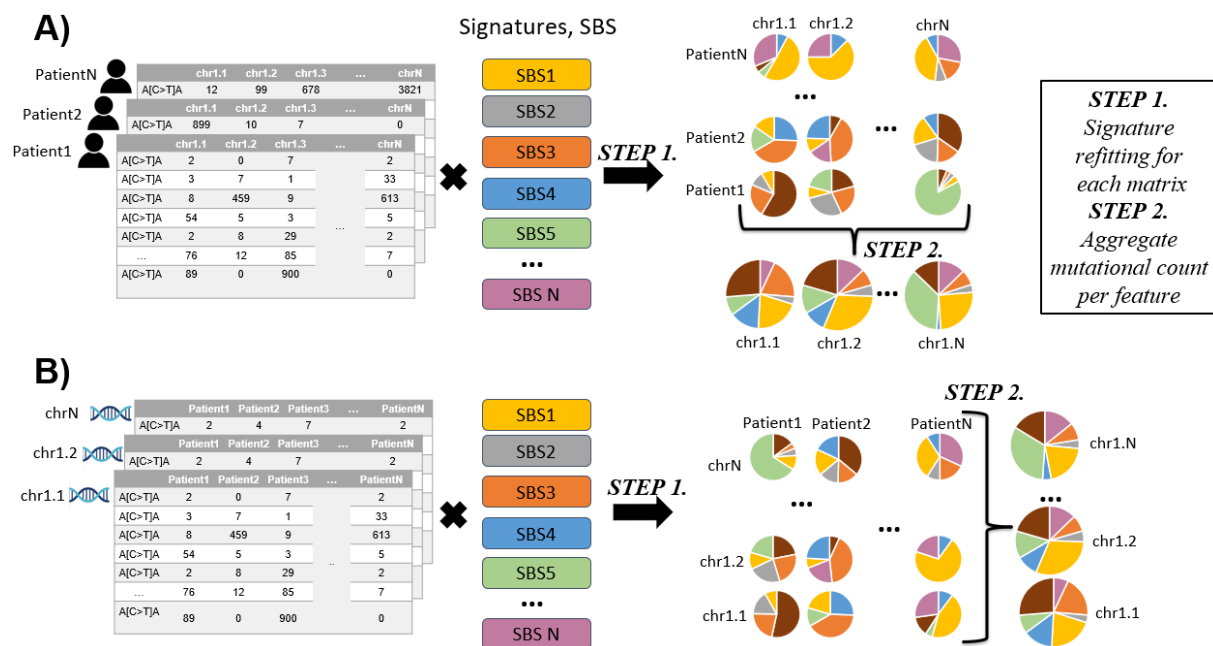 A)
Signatures, SBS
PatientN
chr1.1 chr1.2 chr1.3 ... chrN
A[C>T]A 12 99 678 3821
Patient2
chr1.1 chr1.2 chr1.3 chrN
A[C>T]A 899 10 7 0
Patient1
chr1.1 chr1.2 chr1.3 ... chrN
A[C>T]A 2 0 7 2
A[C>T]A 3 7 1 33
A[C>T]A 8 459 9 613
A[C>T]A 54 5 3 ... 5
A[C>T]A 2 8 29 2
... 76 12 85 7
A[C>T]A 89 0 900 0
SBS1
SBS2
SBS3
SBS4
SBS5
...
SBS N
STEP 1.
chr1.1 chr1.2 chrN
PatientN
...
Patient2
...
Patient1
STEP 2.
...
chr1.1 chr1.2 chr1.N
STEP 1.
Signature
refitting for
each matrix
STEP 2.
Aggregate
mutational count
per feature
B)
chrN
Patient1 Patient2 Patient3 ... PatientN
A[C>T]A 2 4 7 2
chr1.2
Patient1 Patient2 Patient3 ... PatientN
A[C>T]A 2 4 7 2
chr1.1
Patient1 Patient2 Patient3 ... PatientN
A[C>T]A 2 0 7 2
A[C>T]A 3 7 1 33
A[C>T]A 8 459 9 613
A[C>T]A 54 5 3 5
A[C>T]A 2 8 29 .. 2
... 76 12 85 7
A[C>T]A 89 0 900 0
SBS1
SBS2
SBS3
SBS4
SBS5
...
SBS N
STEP 1.
STEP 2.
Patient1 Patient2 PatientN
chrN
...
...
chr1.2
chr1.1
chr1.N
...
chr1.2
chr1.1